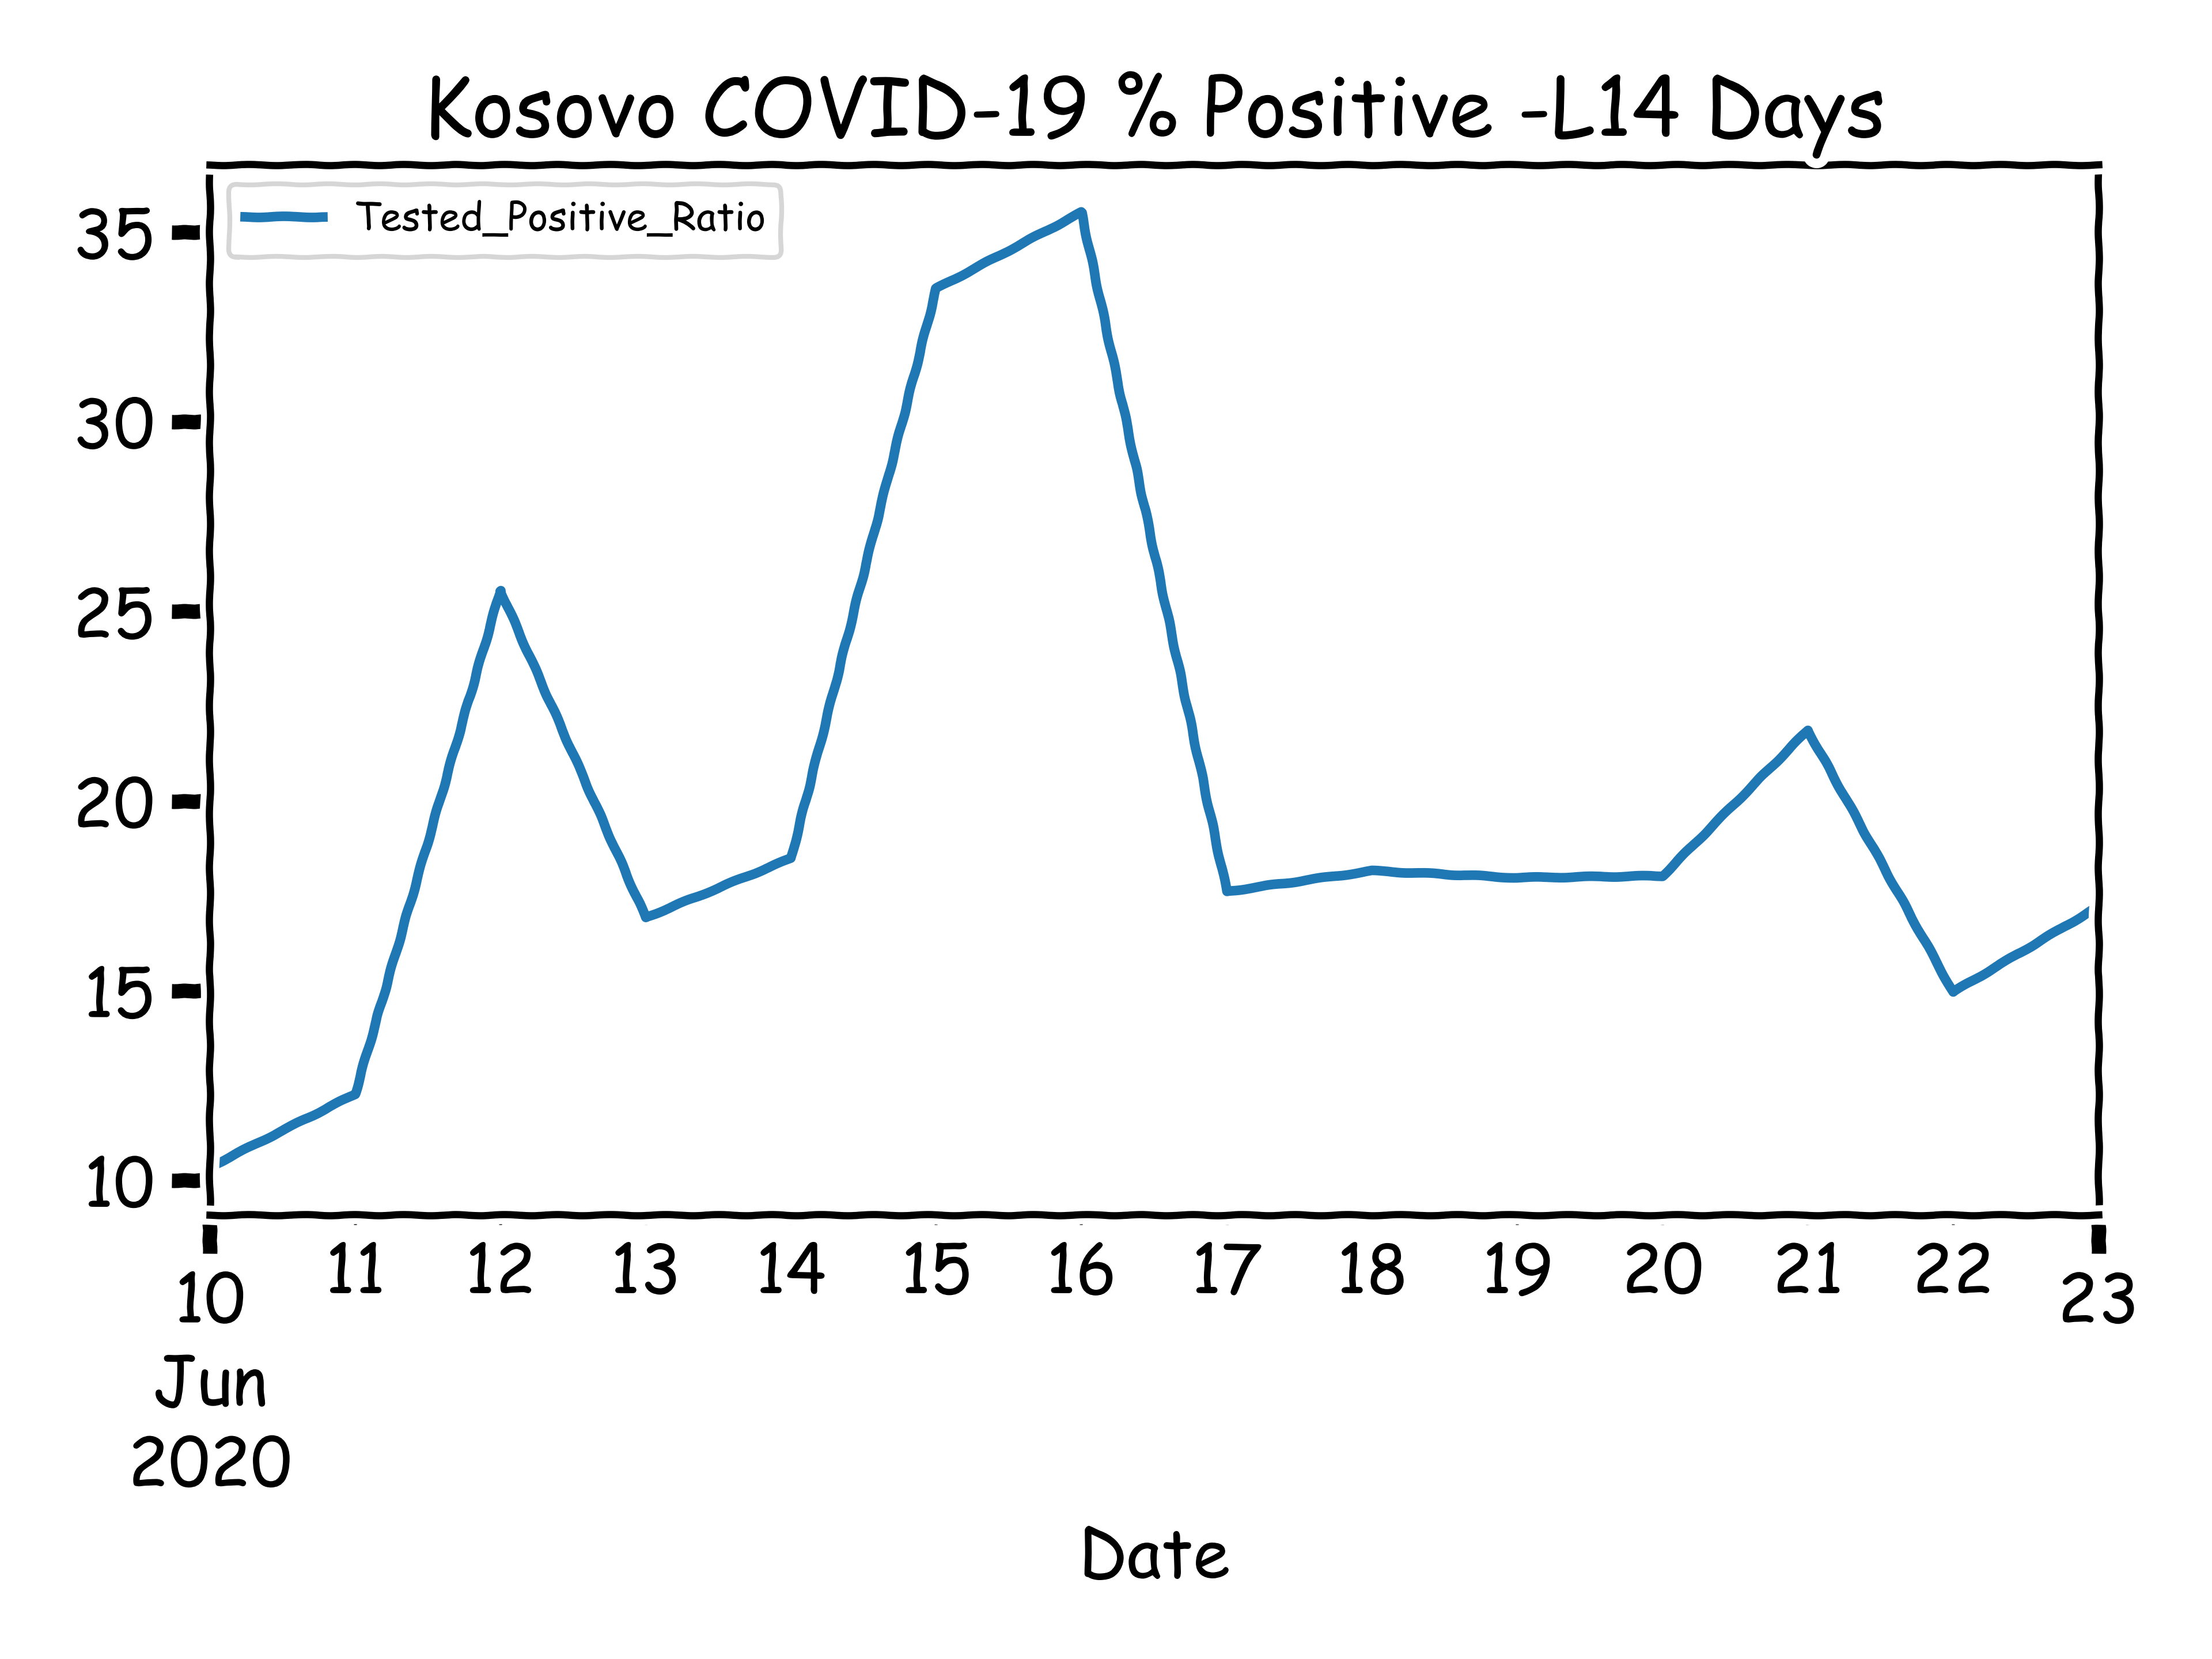 Kosovo COVID-19 % Positive -L14 Days
Tested_Positive_Ratio
35
30
25
20
15
10
10 11 12 13 14 15 16 17 18 19 20 21 22 23
Jun
2020
Date